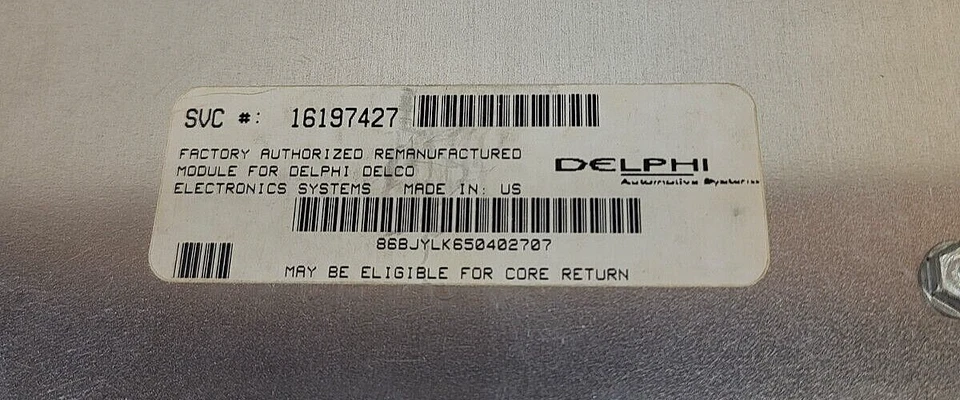 SVC #: 16197427
FACTORY AUTHORIZED REMANUFACTURED
MODULE FOR DELPHI DELCO
ELECTRONICS SYSTEMS MADE IN: US
DELPHI
Automotive Systems
86BJYLK650402707
MAY BE ELIGIBLE FOR CORE RETURN